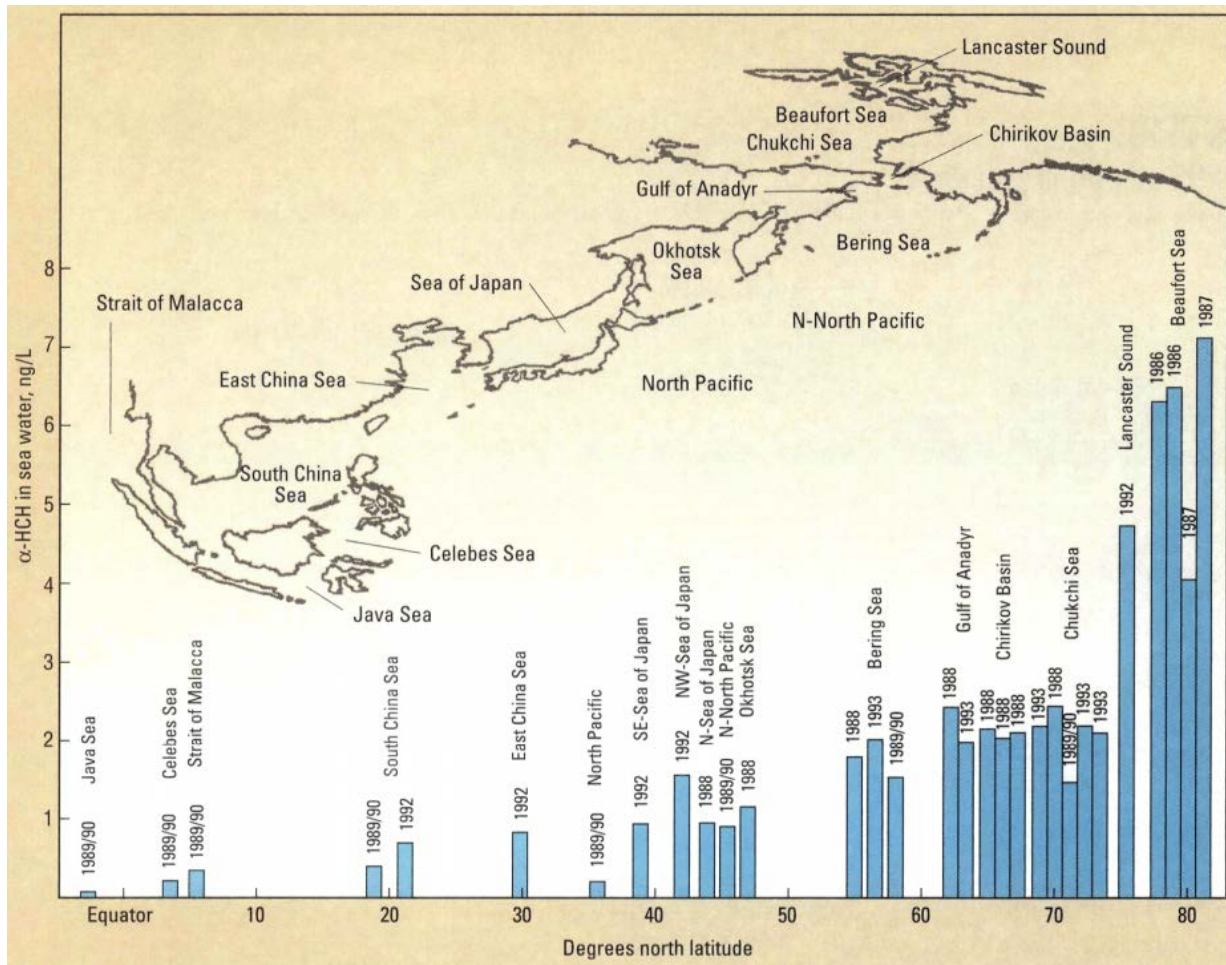 Lancaster Sound
Beaufort Sea
Chukchi Sea
Chirikov Basin
Gulf of Anadyr
Okhotsk
Sea
Bering Sea
Sea of Japan
Strait of Malacca
N-North Pacific
East China Sea
North Pacific
South China
Sea
Celebes Sea
Java Sea
α-HCH in sea water, ng/L
8
7
6
5
4
3
2
1
Java Sea
1989/90
Celebes Sea
1989/90
Strait of Malacca
1989/90
South China Sea
1989/90
1992
East China Sea
1992
North Pacific
1989/90
SE-Sea of Japan
1992
NW-Sea of Japan
1992
N-Sea of Japan
1988
N-North Pacific
1989/90
Okhotsk Sea
1988
Bering Sea
1988
1993
1989/90
Gulf of Anadyr
1988
1993
Chirikov Basin
1988
1988
1988
Chukchi Sea
1993
1988
1989/90
1993
1993
Lancaster Sound
1992
Beaufort Sea
1986
1986
1987
1987
Equator
10
20
30
40
50
60
70
80
Degrees north latitude